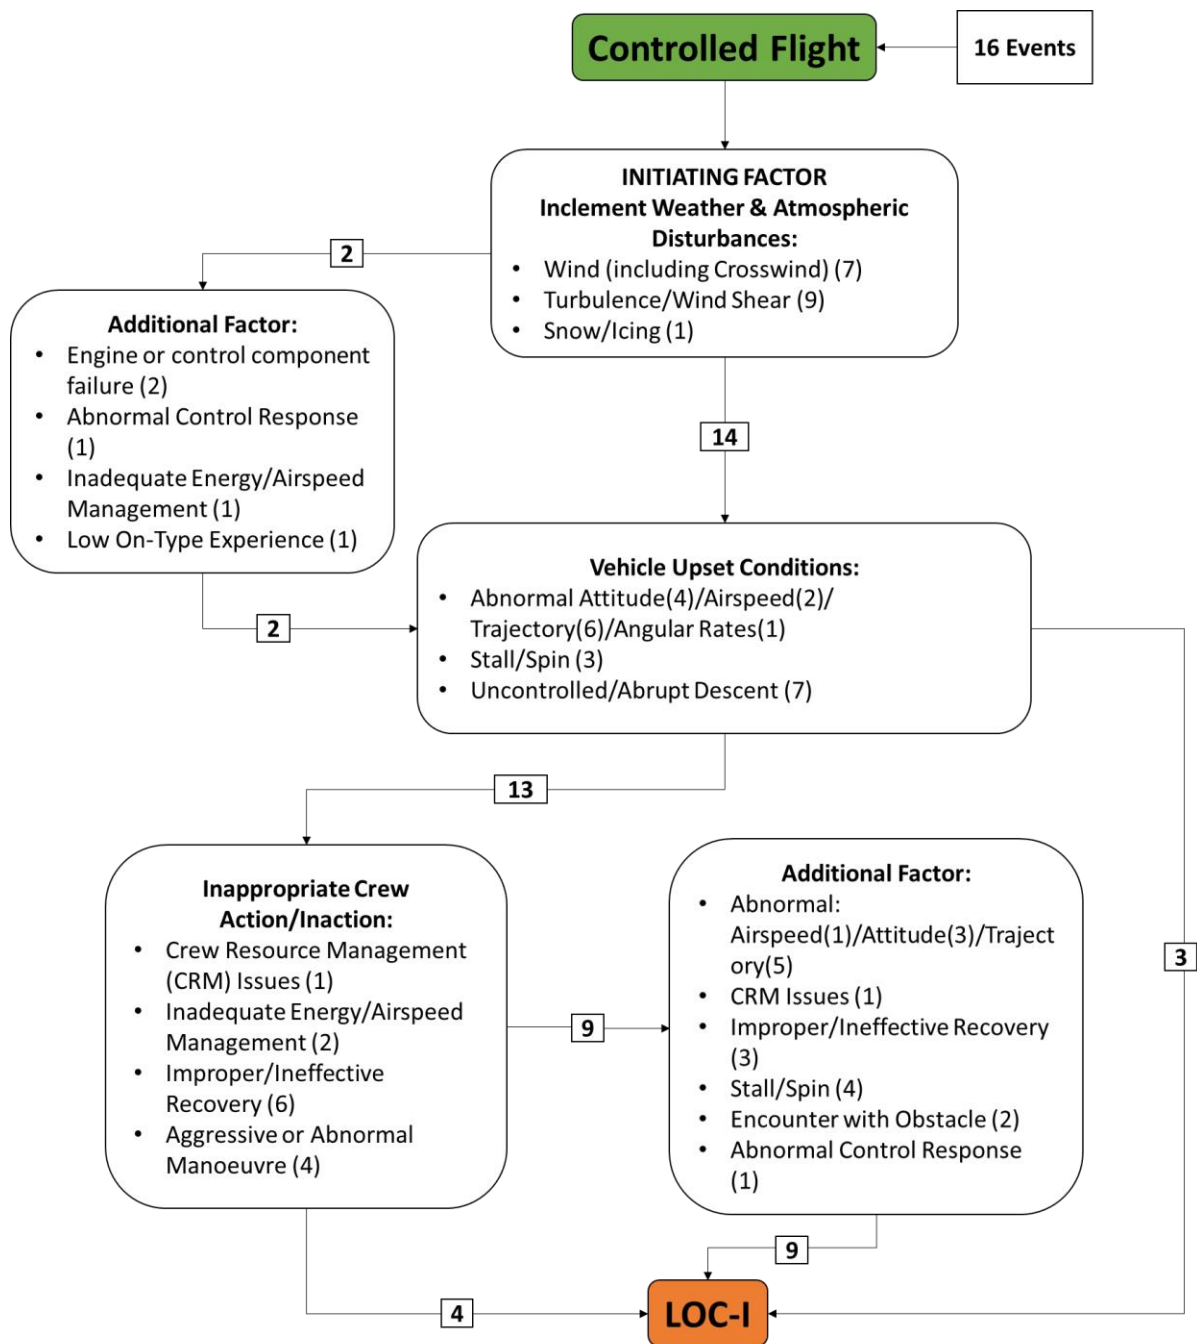 Controlled Flight
16 Events
INITIATING FACTOR
Inclement Weather & Atmospheric
Disturbances:
• Wind (including Crosswind) (7)
• Turbulence/Wind Shear (9)
• Snow/Icing (1)
2
Additional Factor:
• Engine or control component
failure (2)
• Abnormal Control Response
(1)
• Inadequate Energy/Airspeed
Management (1)
• Low On-Type Experience (1)
14
2
Vehicle Upset Conditions:
• Abnormal Attitude(4)/Airspeed(2)/
Trajectory(6)/Angular Rates(1)
• Stall/Spin (3)
• Uncontrolled/Abrupt Descent (7)
13
Inappropriate Crew
Action/Inaction:
• Crew Resource Management
(CRM) Issues (1)
• Inadequate Energy/Airspeed
Management (2)
• Improper/Ineffective
Recovery (6)
• Aggressive or Abnormal
Manoeuvre (4)
9
Additional Factor:
• Abnormal:
Airspeed(1)/Attitude(3)/Traject
ory(5)
• CRM Issues (1)
• Improper/Ineffective Recovery
(3)
• Stall/Spin (4)
• Encounter with Obstacle (2)
• Abnormal Control Response
(1)
3
9
4
LOC-I